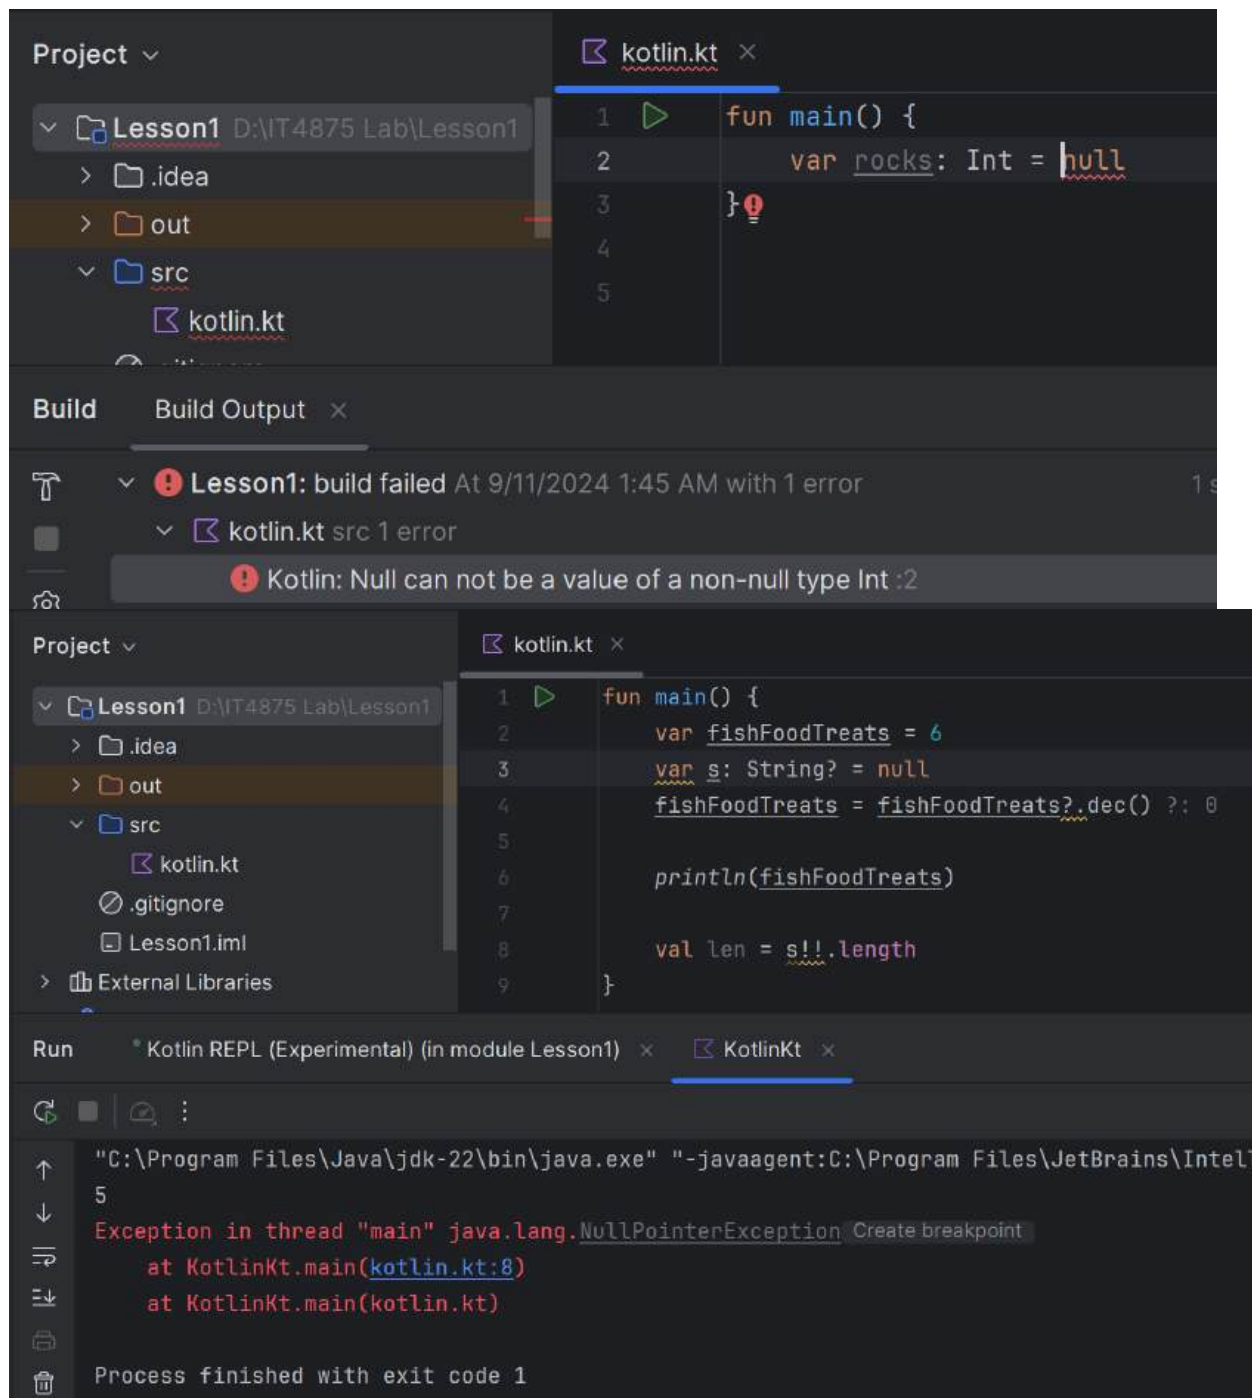 Project
kotlin.kt
Lesson1 D:\IT4875 Lab\Lesson1
.idea
out
src
kotlin.kt
1 fun main() {
2 var rocks: Int = null
3 }
4
5
Build Build Output
Lesson1: build failed At 9/11/2024 1:45 AM with 1 error
kotlin.kt src 1 error
Kotlin: Null can not be a value of a non-null type Int :2
Project
kotlin.kt
Lesson1 D:\IT4875 Lab\Lesson1
.idea
out
src
kotlin.kt
.gitignore
Lesson1.iml
External Libraries
1 fun main() {
2 var fishFoodTreats = 6
3 var s: String? = null
4 fishFoodTreats = fishFoodTreats?.dec() ?: 0
5
6 println(fishFoodTreats)
7
8 val len = s!!.length
9 }
Run Kotlin REPL (Experimental) (in module Lesson1) KotlinKt
"C:\Program Files\Java\jdk-22\bin\java.exe" "-javaagent:C:\Program Files\JetBrains\Intel
5
Exception in thread "main" java.lang.NullPointerException Create breakpoint
at KotlinKt.main(kotlin.kt:8)
at KotlinKt.main(kotlin.kt)
Process finished with exit code 1